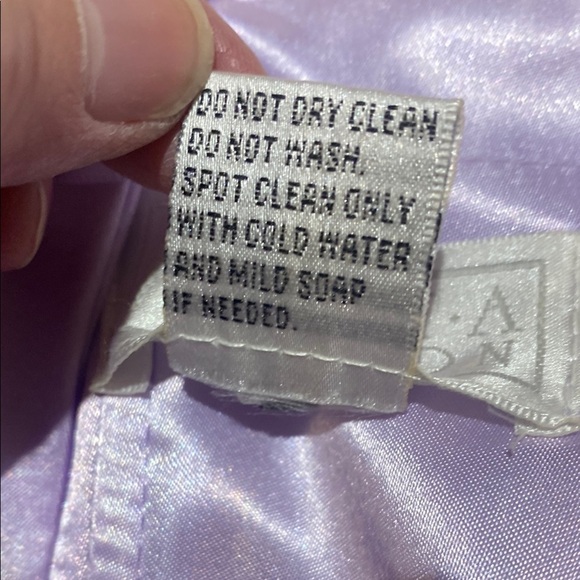 DO NOT DRY CLEAN
DO NOT WASH.
SPOT CLEAN ONLY
WITH COLD WATER
AND MILD SOAP
IF NEEDED.